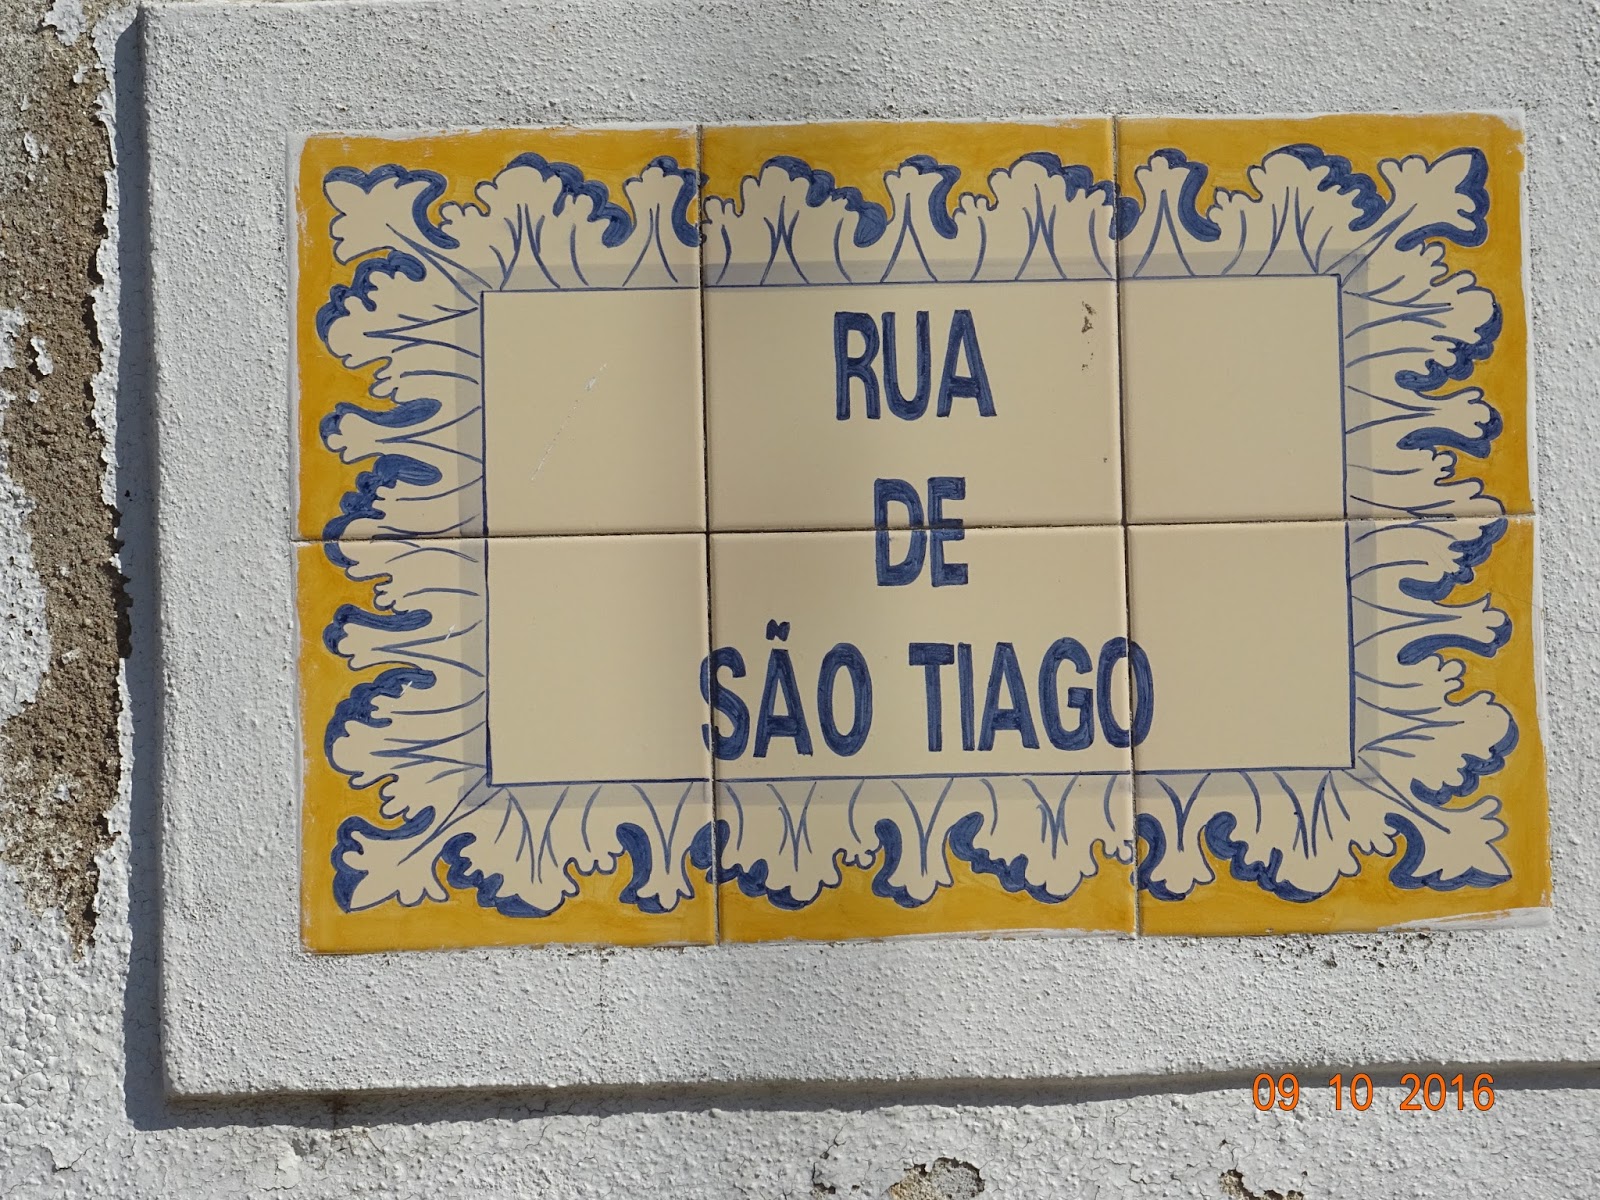 RUA
DE
SÃO TIAGO
09 10 2016